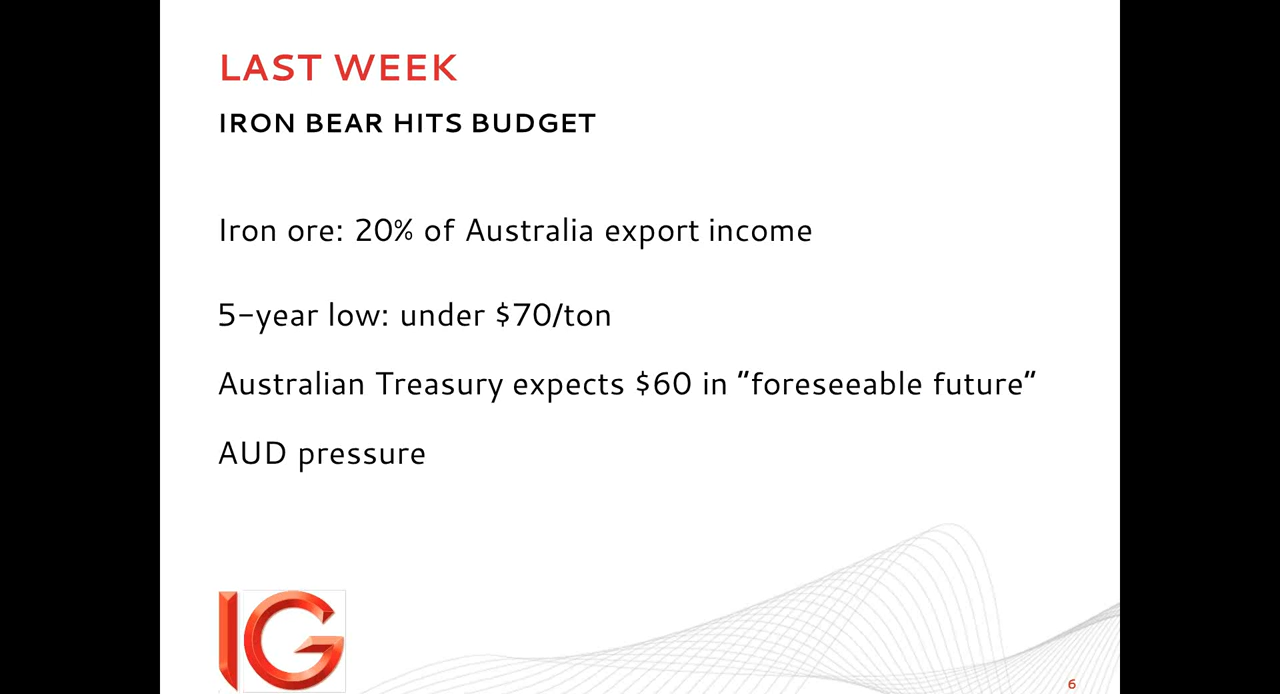 LAST WEEK
IRON BEAR HITS BUDGET
Iron ore: 20% of Australia export income
5-year low: under $70/ton
Australian Treasury expects $60 in "foreseeable future"
AUD pressure
IG
6